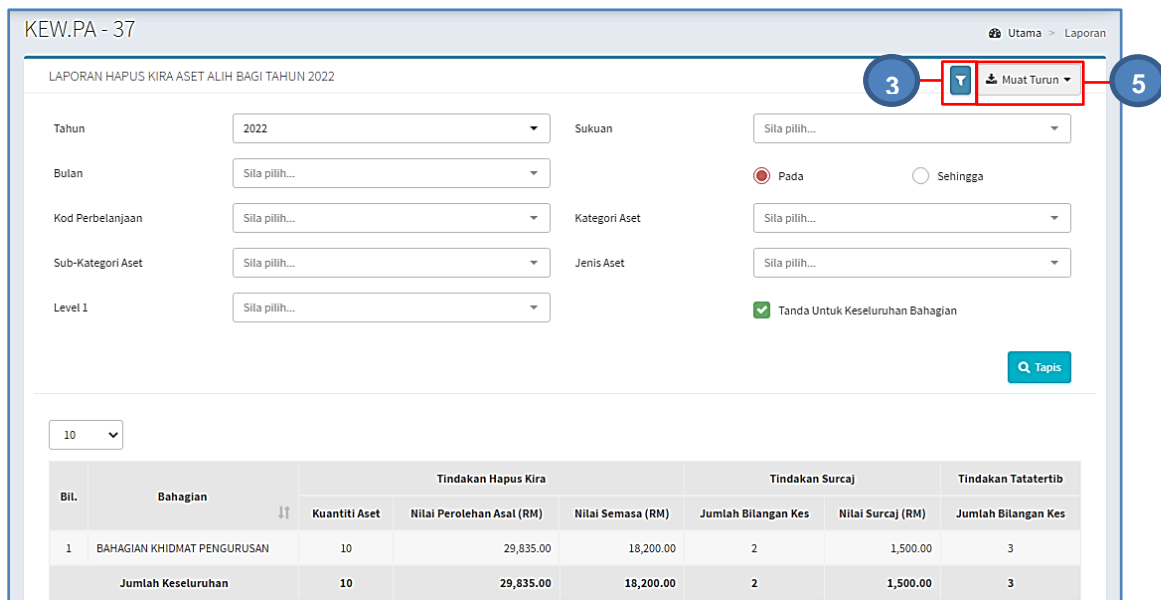 KEW.PA - 37
Utama > Laporan
LAPORAN HAPUS KIRA ASET ALIH BAGI TAHUN 2022
3
Muat Turun
5
Tahun 2022 Sukuan Sila pilih...
Bulan Sila pilih... Pada Sehingga
Kod Perbelanjaan Sila pilih... Kategori Aset Sila pilih...
Sub-Kategori Aset Sila pilih... Jenis Aset Sila pilih...
Level 1 Sila pilih... Tanda Untuk Keseluruhan Bahagian
Tapis
10
Bil. Bahagian Tindakan Hapus Kira Tindakan Surcaj Tindakan Tatatertib
Kuantiti Aset Nilai Perolehan Asal (RM) Nilai Semasa (RM) Jumlah Bilangan Kes Nilai Surcaj (RM) Jumlah Bilangan Kes
1 BAHAGIAN KHIDMAT PENGURUSAN 10 29,835.00 18,200.00 2 1,500.00 3
Jumlah Keseluruhan 10 29,835.00 18,200.00 2 1,500.00 3